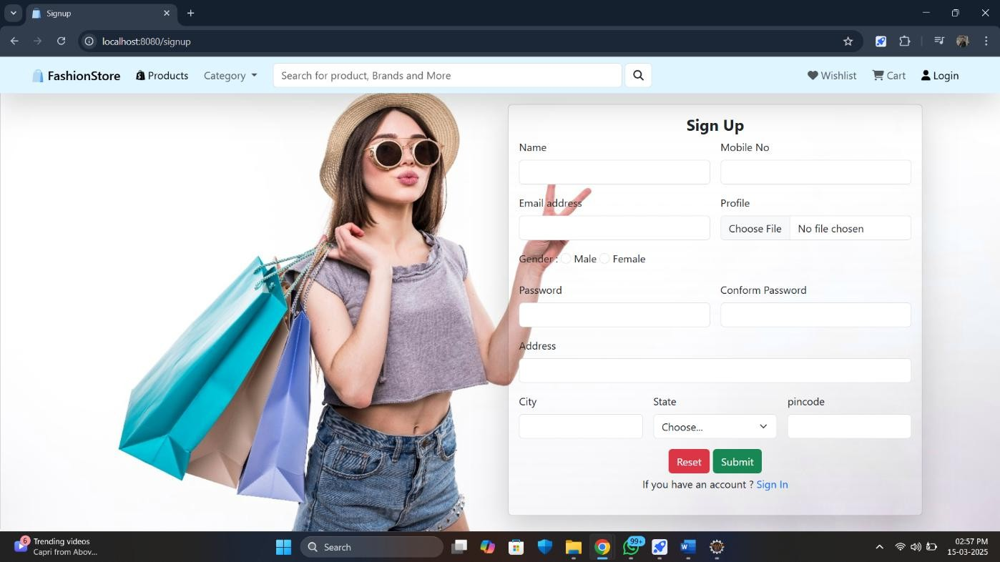 Signup
localhost:8080/signup
FashionStore Products Category Search for product, Brands and More Wishlist Cart Login
Sign Up
Name Mobile No
Email address Profile
Choose File No file chosen
Gender : Male Female
Password Conform Password
Address
City State pincode
Choose...
Reset Submit
If you have an account ? Sign In
6 Trending videos
Capri from Abov...
Search
99+
W
02:57 PM
15-03-2025